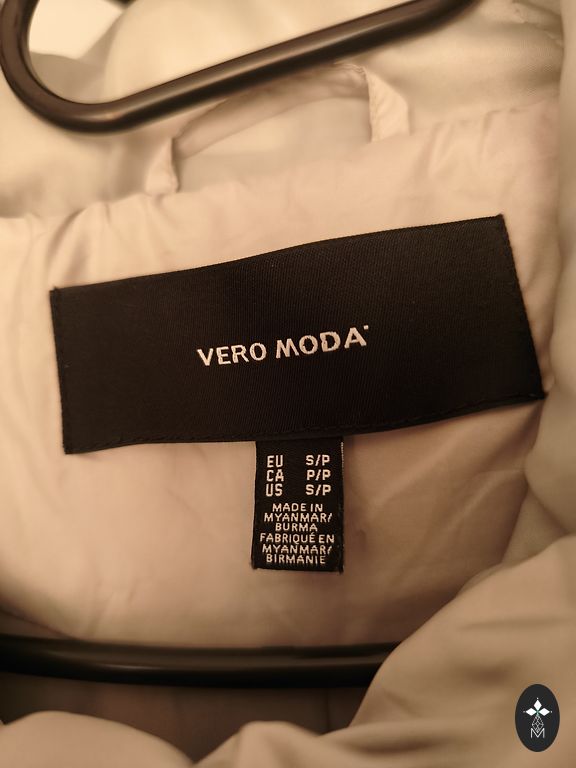 VERO MODA
EU S/P
CA P/P
US S/P
MADE IN
MYANMAR/
BURMA
FABRIQUÉ EN
MYANMAR/
BIRMANIE
M